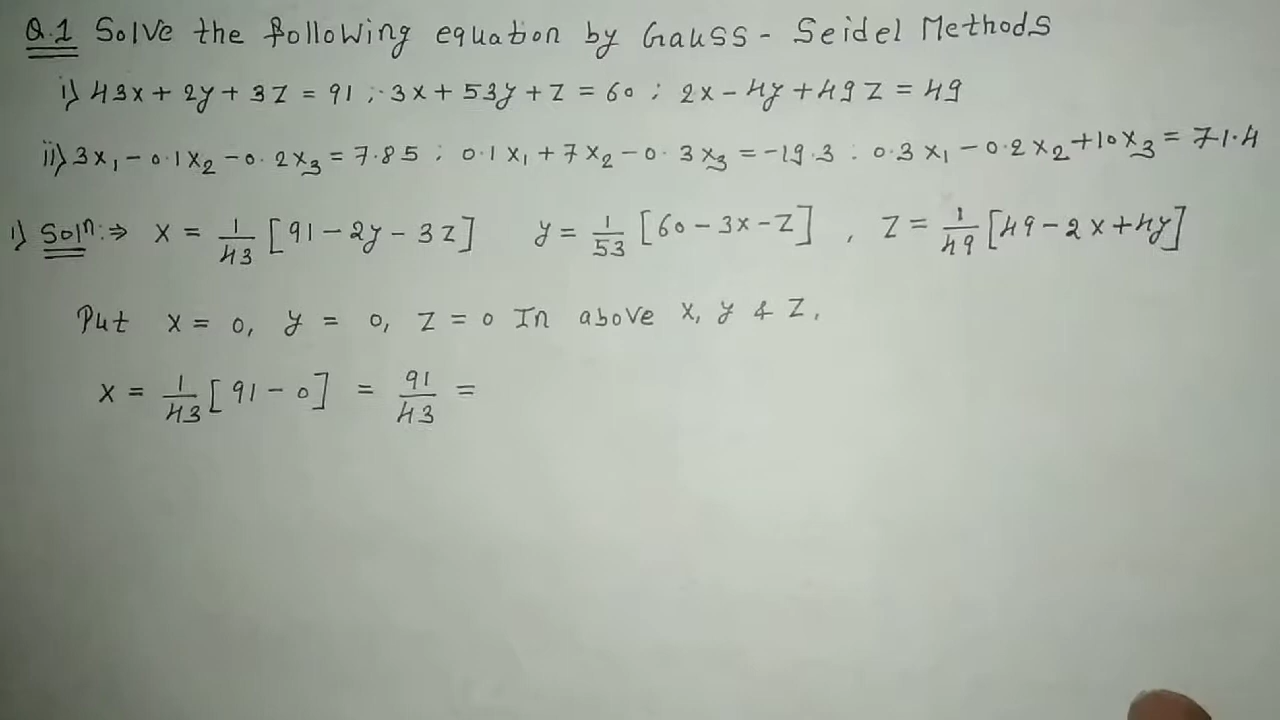 Q.1 Solve the following equation by Gauss - Seidel Methods
i) 43x + 2y + 3z = 91 ; 3x + 53y + z = 60 ; 2x - 4y + 49z = 49
ii) 3x₁ - 0.1x₂ - 0.2x₃ = 7.85 ; 0.1x₁ + 7x₂ - 0.3x₃ = -19.3 : 0.3x₁ - 0.2x₂ + 10x₃ = 71.4
1) Solⁿ: ⇒ x = 1/43 [91 - 2y - 3z] y = 1/53 [60 - 3x - z] , z = 1/49 [49 - 2x + 4y]
Put x = 0, y = 0, z = 0 In above x, y & z.
x = 1/43 [91 - 0] = 91/43 =